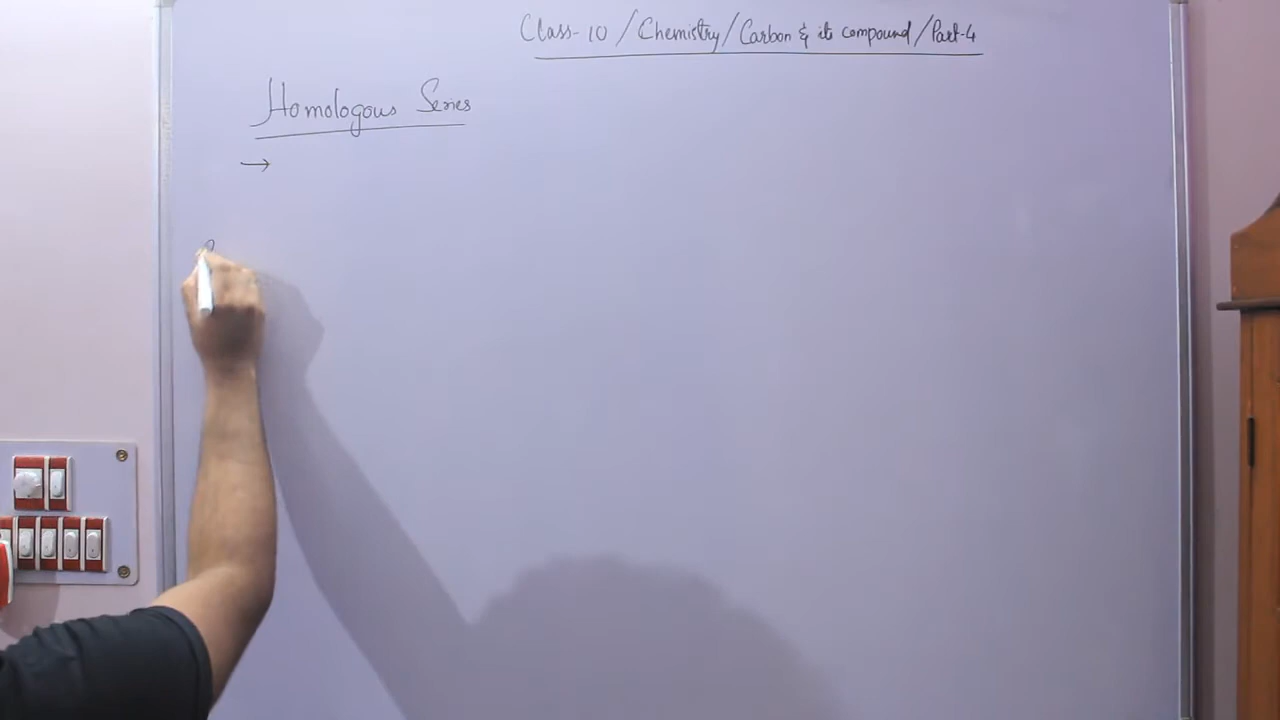 Class-10 / Chemistry / Carbon & its compound / Part-4
Homologous Series
→